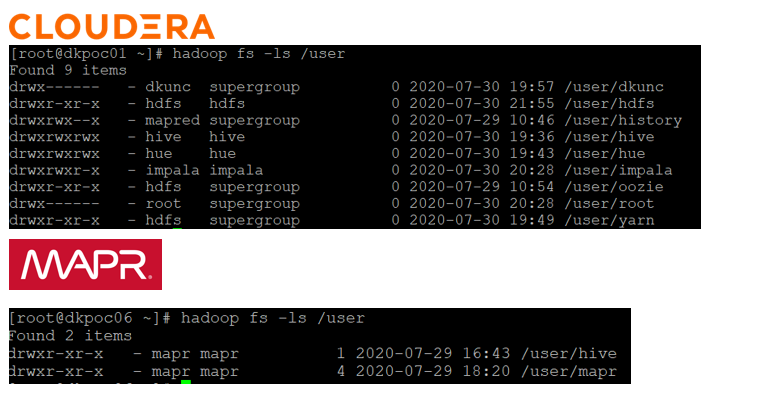 CLOUDERA
[root@dkpoc01 ~]# hadoop fs -ls /user
Found 9 items
drwx------ - dkunc supergroup 0 2020-07-30 19:57 /user/dkunc
drwxr-xr-x - hdfs hdfs 0 2020-07-30 21:55 /user/hdfs
drwxrwx--x - mapred supergroup 0 2020-07-29 10:46 /user/history
drwxrwxrwx - hive hive 0 2020-07-30 19:36 /user/hive
drwxrwxrwx - hue hue 0 2020-07-30 19:43 /user/hue
drwxrwxr-x - impala impala 0 2020-07-30 20:28 /user/impala
drwxrwxr-x - hdfs supergroup 0 2020-07-29 10:54 /user/oozie
drwx------ - root supergroup 0 2020-07-30 20:28 /user/root
drwxr-xr-x - hdfs supergroup 0 2020-07-30 19:49 /user/yarn
MAPR®
[root@dkpoc06 ~]# hadoop fs -ls /user
Found 2 items
drwxr-xr-x - mapr mapr 1 2020-07-29 16:43 /user/hive
drwxr-xr-x - mapr mapr 4 2020-07-29 18:20 /user/mapr